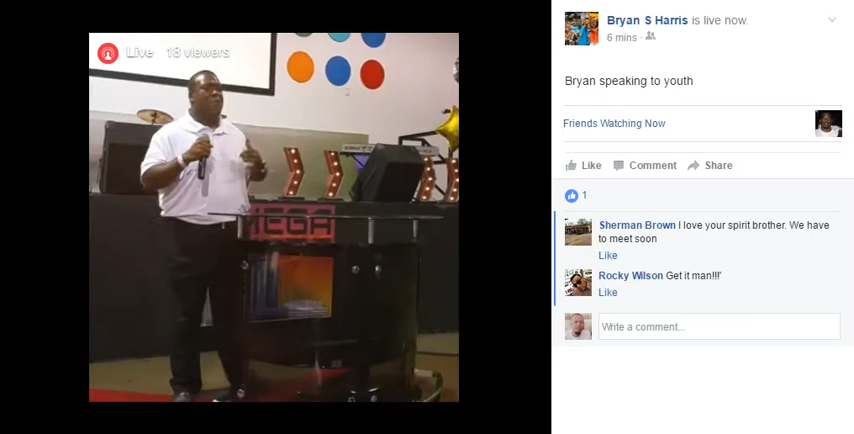 Live 18 viewers
MEGA
Bryan S Harris is live now.
6 mins ·
Bryan speaking to youth
Friends Watching Now
Like Comment Share
1
Sherman Brown I love your spirit brother. We have
to meet soon
Like
Rocky Wilson Get it man!!!'
Like
Write a comment...